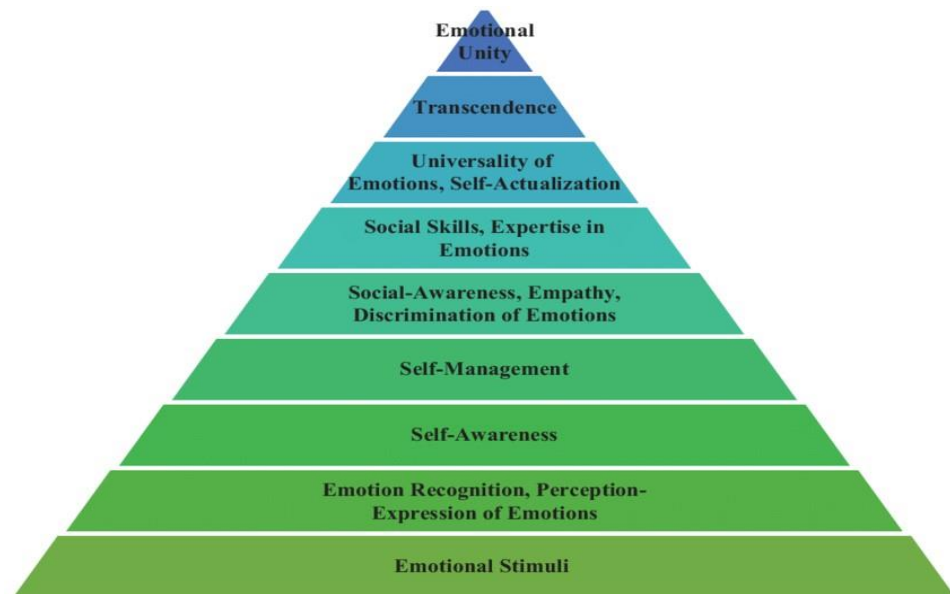 Emotional
Unity
Transcendence
Universality of
Emotions, Self-Actualization
Social Skills, Expertise in
Emotions
Social-Awareness, Empathy,
Discrimination of Emotions
Self-Management
Self-Awareness
Emotion Recognition, Perception-
Expression of Emotions
Emotional Stimuli